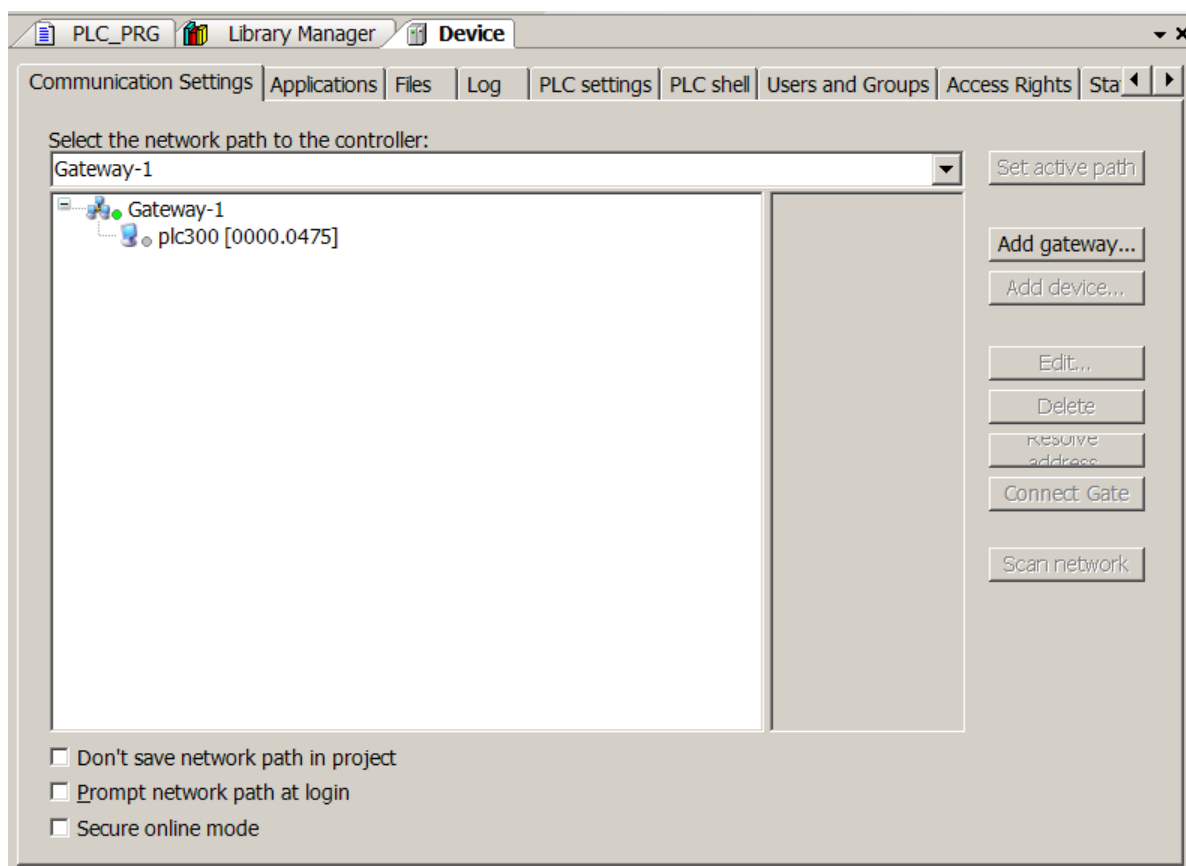 PLC_PRG Library Manager Device
Communication Settings Applications Files Log PLC settings PLC shell Users and Groups Access Rights Sta
Select the network path to the controller:
Gateway-1 Set active path
Gateway-1
plc300 [0000.0475]
Add gateway...
Add device...
Edit...
Delete
Resolve
address
Connect Gate
Scan network
Don't save network path in project
Prompt network path at login
Secure online mode